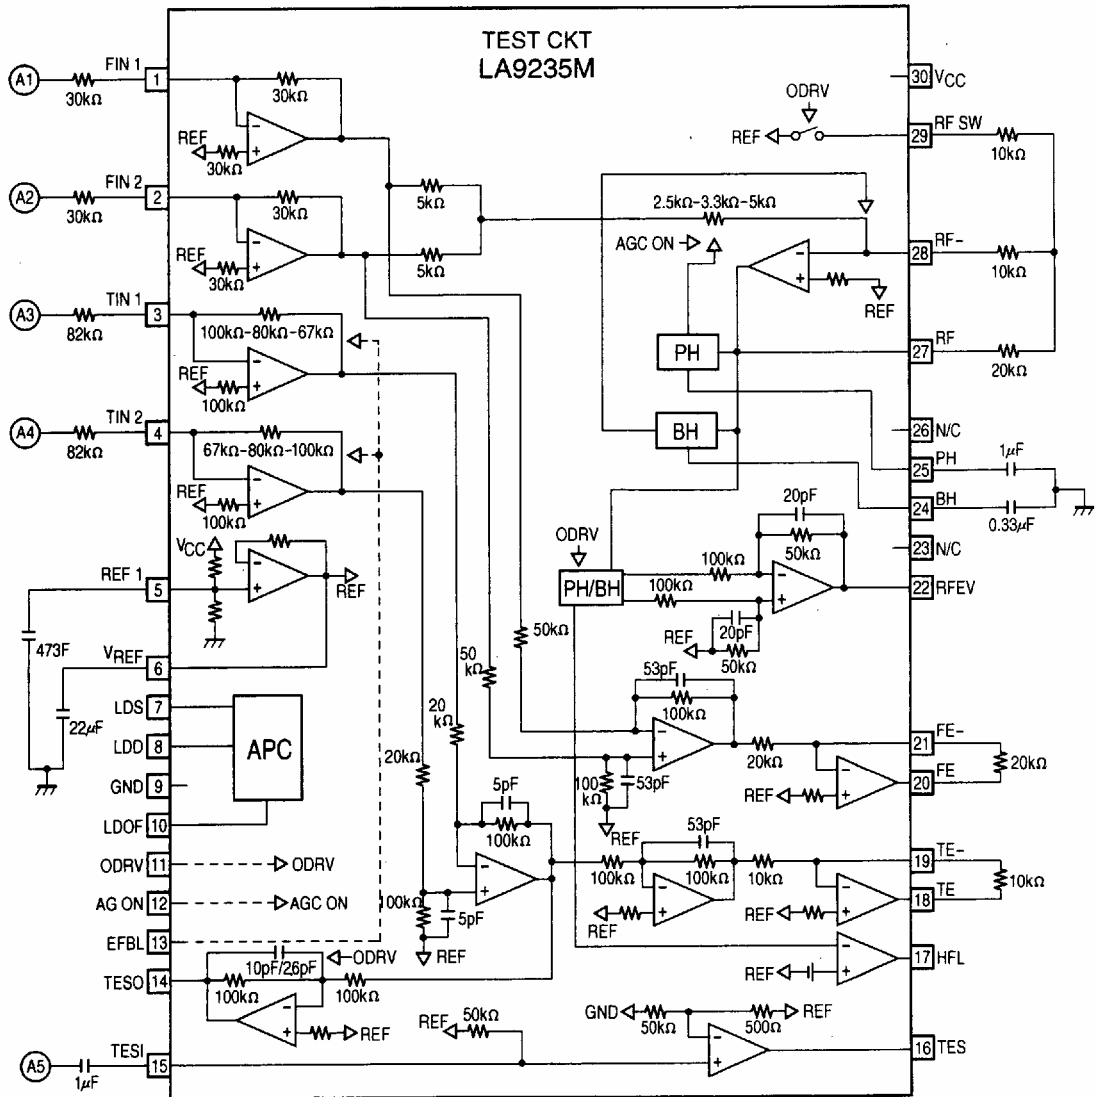 TEST CKT
LA9235M
A1
30kΩ
FIN 1
1
30kΩ
REF
30kΩ
A2
30kΩ
FIN 2
2
30kΩ
REF
30kΩ
5kΩ
5kΩ
A3
82kΩ
TIN 1
3
100kΩ-80kΩ-67kΩ
REF
100kΩ
A4
82kΩ
TIN 2
4
67kΩ-80kΩ-100kΩ
REF
100kΩ
VCC
REF 1
5
REF
473F
VREF
6
22μF
LDS
7
LDD
8
APC
GND
9
LDOF
10
ODRV
11
ODRV
AG ON
12
AGC ON
EFBL
13
TESO
14
10pF/26pF
ODRV
100kΩ
100kΩ
REF
A5
1μF
TESI
15
REF
50kΩ
20kΩ
20
kΩ
50
kΩ
50kΩ
5pF
100kΩ
100kΩ
5pF
REF
ODRV
REF
2.5kΩ-3.3kΩ-5kΩ
AGC ON
REF
PH
BH
ODRV
PH/BH
100kΩ
100kΩ
20pF
50kΩ
REF
20pF
50kΩ
53pF
100kΩ
100
kΩ
53pF
REF
20kΩ
REF
53pF
100kΩ
100kΩ
10kΩ
REF
REF
REF
GND
50kΩ
500Ω
REF
30
VCC
29
RF SW
10kΩ
28
RF-
10kΩ
27
RF
20kΩ
26
N/C
25
PH
1μF
24
BH
0.33μF
23
N/C
22
RFEV
21
FE-
20kΩ
20
FE
19
TE-
10kΩ
18
TE
17
HFL
16
TES